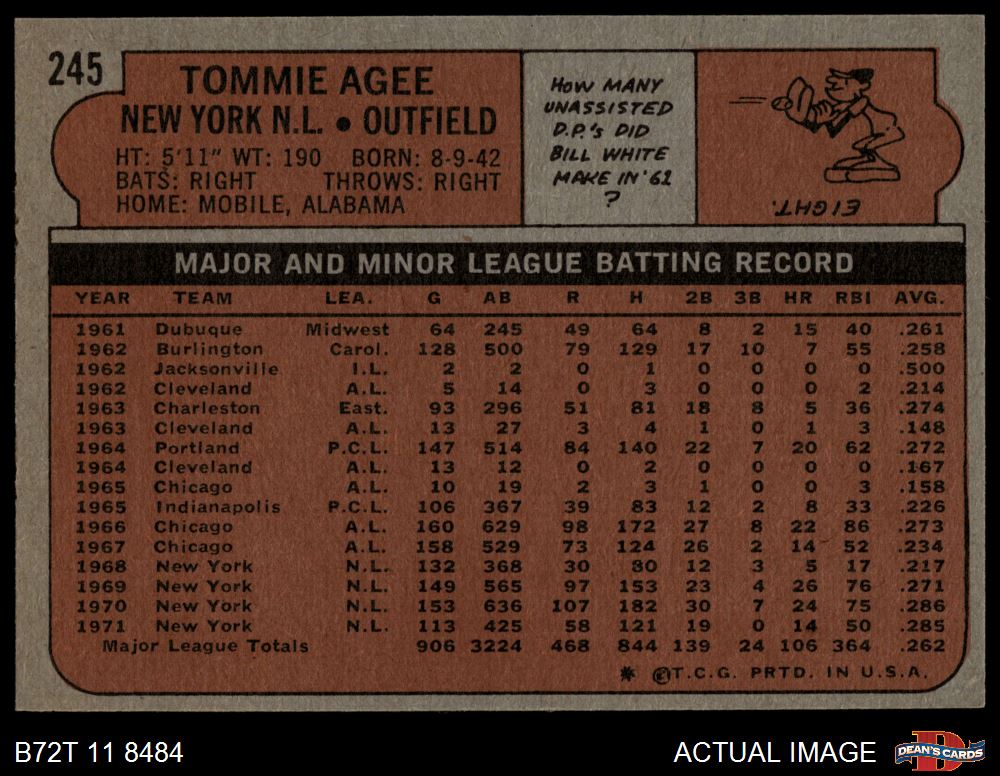 245
TOMMIE AGEE
NEW YORK N.L. • OUTFIELD
HT: 5'11" WT: 190 BORN: 8-9-42
BATS: RIGHT THROWS: RIGHT
HOME: MOBILE, ALABAMA
HOW MANY
UNASSISTED
D.P.'S DID
BILL WHITE
MAKE IN '61
?
EIGHT.
MAJOR AND MINOR LEAGUE BATTING RECORD
YEAR TEAM LEA. G AB R H 2B 3B HR RBI AVG.
1961 Dubuque Midwest 64 245 49 64 8 2 15 40 .261
1962 Burlington Carol. 128 500 79 129 17 10 7 55 .258
1962 Jacksonville I.L. 2 2 0 1 0 0 0 0 .500
1962 Cleveland A.L. 5 14 0 3 0 0 0 2 .214
1963 Charleston East. 93 296 51 81 18 8 5 36 .274
1963 Cleveland A.L. 13 27 3 4 1 0 1 3 .148
1964 Portland P.C.L. 147 514 84 140 22 7 20 62 .272
1964 Cleveland A.L. 13 12 0 2 0 0 0 0 .167
1965 Chicago A.L. 10 19 2 3 1 0 0 3 .158
1965 Indianapolis P.C.L. 106 367 39 83 12 2 8 33 .226
1966 Chicago A.L. 160 629 98 172 27 8 22 86 .273
1967 Chicago A.L. 158 529 73 124 26 2 14 52 .234
1968 New York N.L. 132 368 30 80 12 3 5 17 .217
1969 New York N.L. 149 565 97 153 23 4 26 76 .271
1970 New York N.L. 153 636 107 182 30 7 24 75 .286
1971 New York N.L. 113 425 58 121 19 0 14 50 .285
Major League Totals 906 3224 468 844 139 24 106 364 .262
* ©T.C.G. PRTD. IN U.S.A.
B72T 11 8484
ACTUAL IMAGE
DEAN'S CARDS